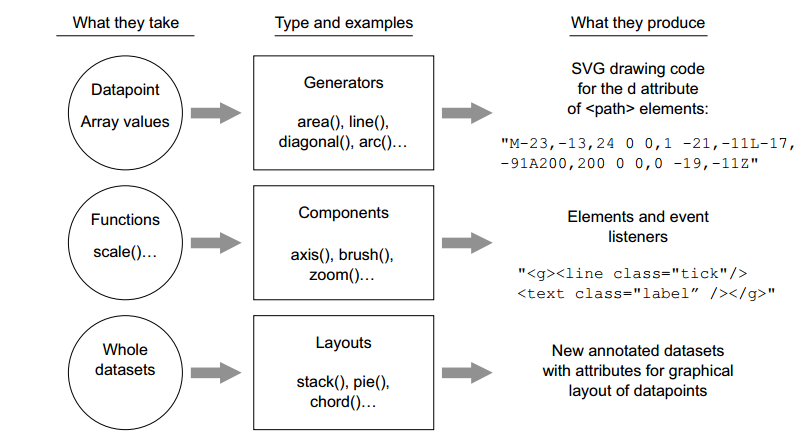 What they take
Type and examples
What they produce
Datapoint
Array values
Generators
area(), line(),
diagonal(), arc()…
SVG drawing code
for the d attribute
of <path> elements:
"M-23,-13,24 0 0,1 -21,-11L-17,
-91A200,200 0 0,0 -19,-11Z"
Functions
scale()…
Components
axis(), brush(),
zoom()…
Elements and event
listeners
"<g><line class="tick"/>
<text class="label” /></g>"
Whole
datasets
Layouts
stack(), pie(),
chord()…
New annotated datasets
with attributes for graphical
layout of datapoints